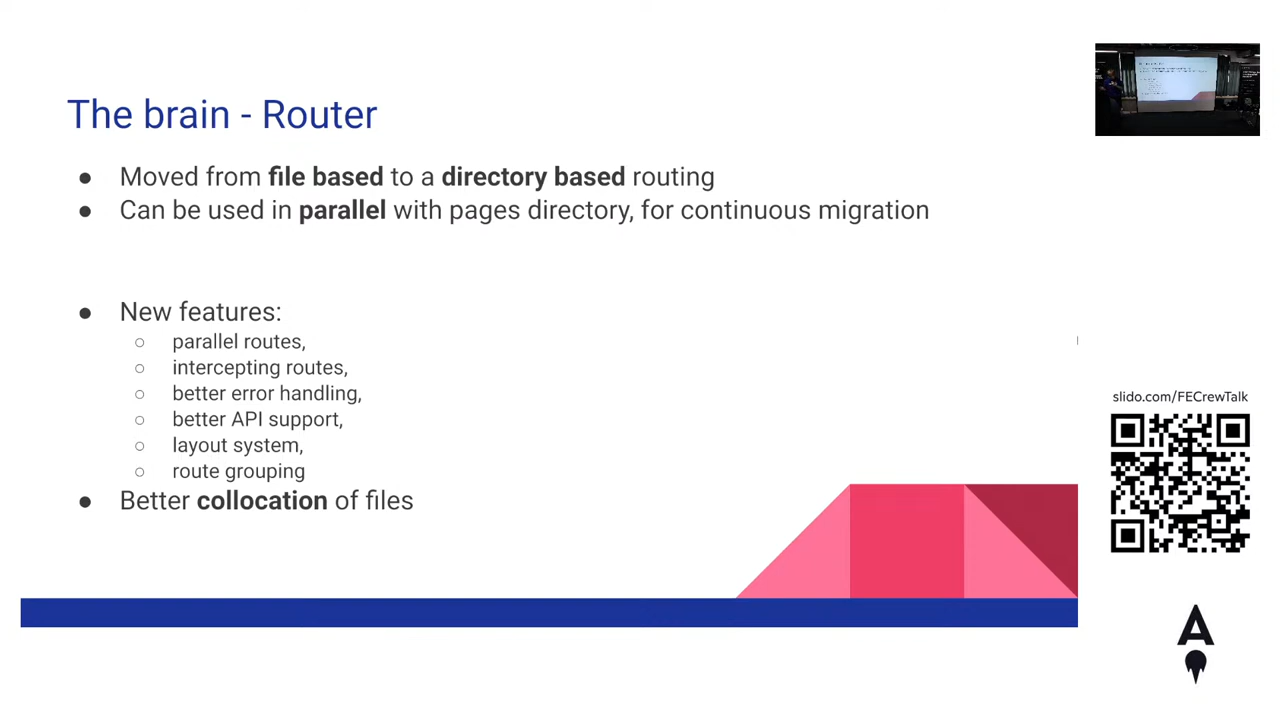 The brain - Router
● Moved from file based to a directory based routing
● Can be used in parallel with pages directory, for continuous migration
● New features:
○ parallel routes,
○ intercepting routes,
○ better error handling,
○ better API support,
○ layout system,
○ route grouping
● Better collocation of files
slido.com/FECrewTalk